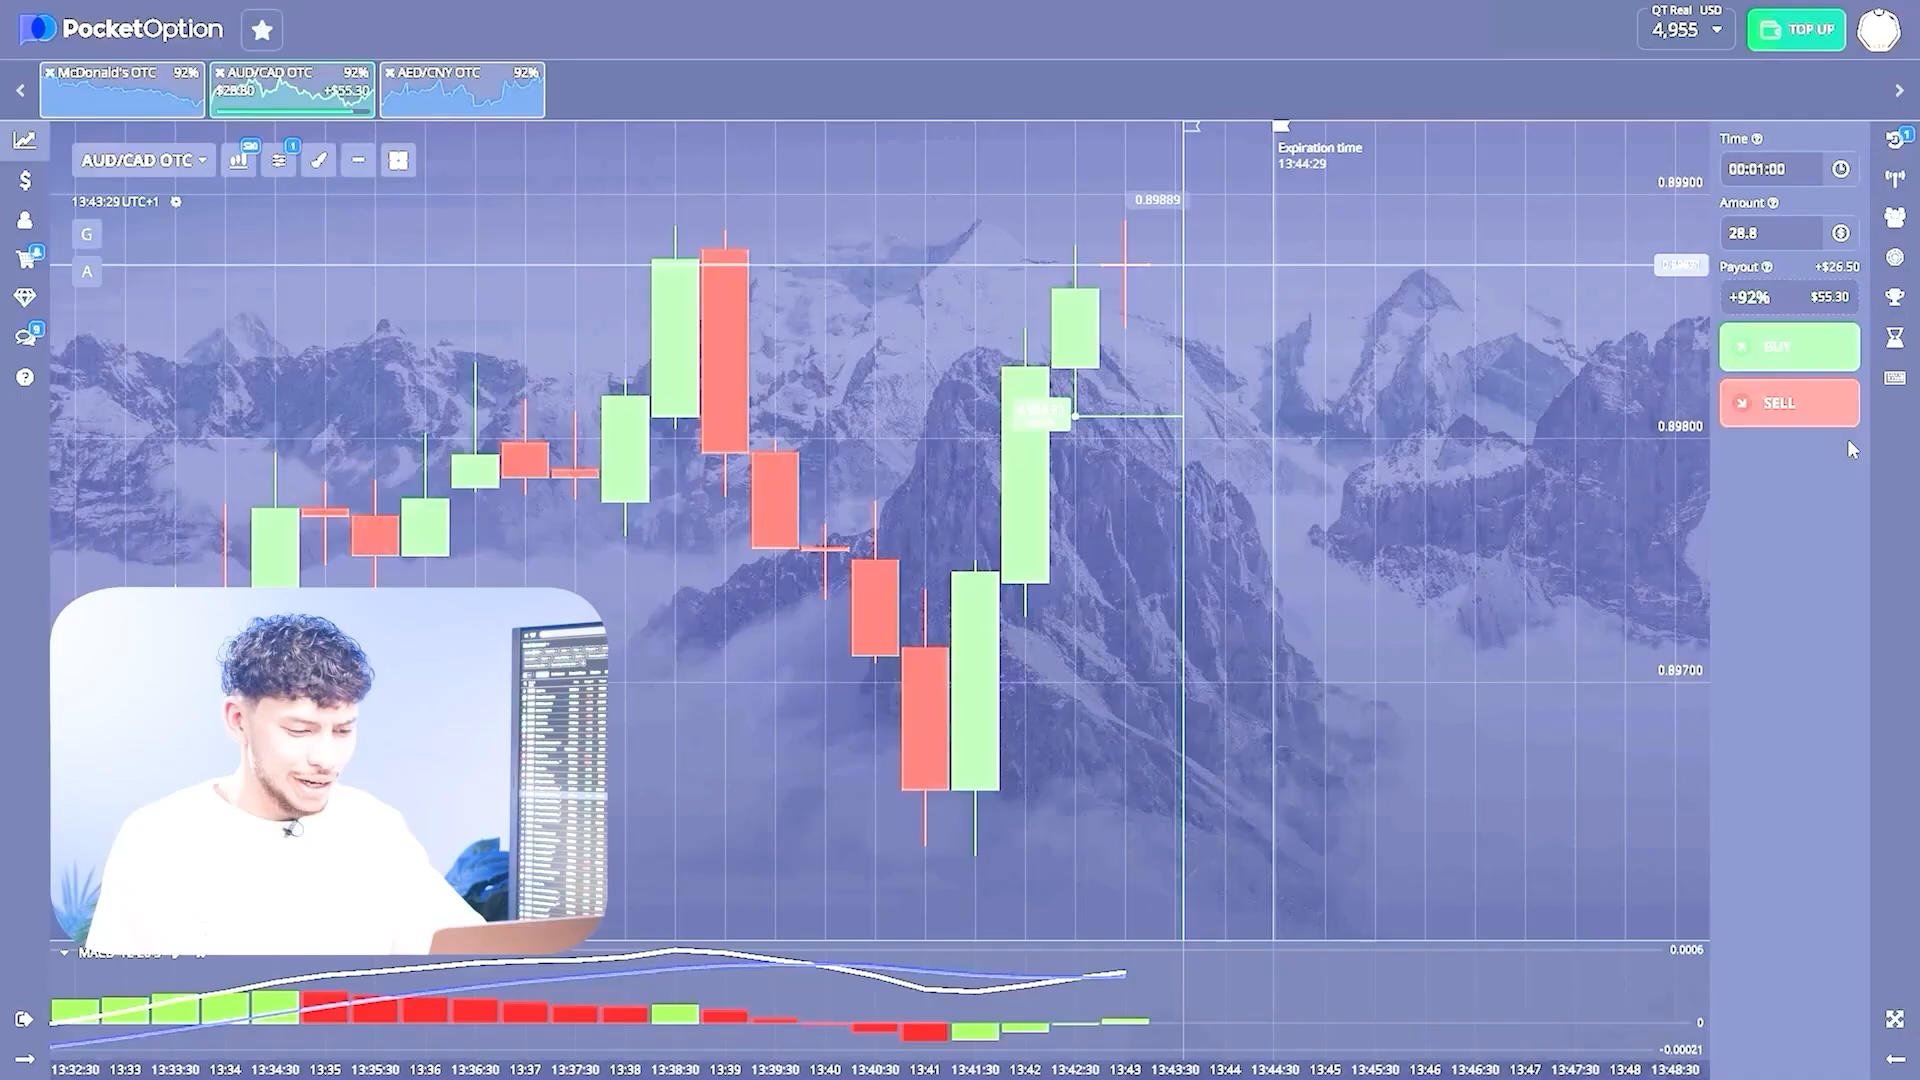 PocketOption
QT Real USD
4,955
TOP UP
McDonald's OTC 92%
AUD/CAD OTC 92%
+$55.30
AED/CNY OTC 92%
AUD/CAD OTC
1
13:43:29 UTC+1
G
A
Expiration time
13:44:29
0.89889
0.89900
0.89800
0.89700
Time
00:01:00
Amount
28.8
Payout +$26.50
+92% $55.30
BUY
SELL
1
9
0.0006
0
-0.00021
13:32:30 13:33 13:33:30 13:34 13:34:30 13:35 13:35:30 13:36 13:36:30 13:37 13:37:30 13:38 13:38:30 13:39 13:39:30 13:40 13:40:30 13:41 13:41:30 13:42 13:42:30 13:43 13:43:30 13:44 13:44:30 13:45 13:45:30 13:46 13:46:30 13:47 13:47:30 13:48 13:48:30